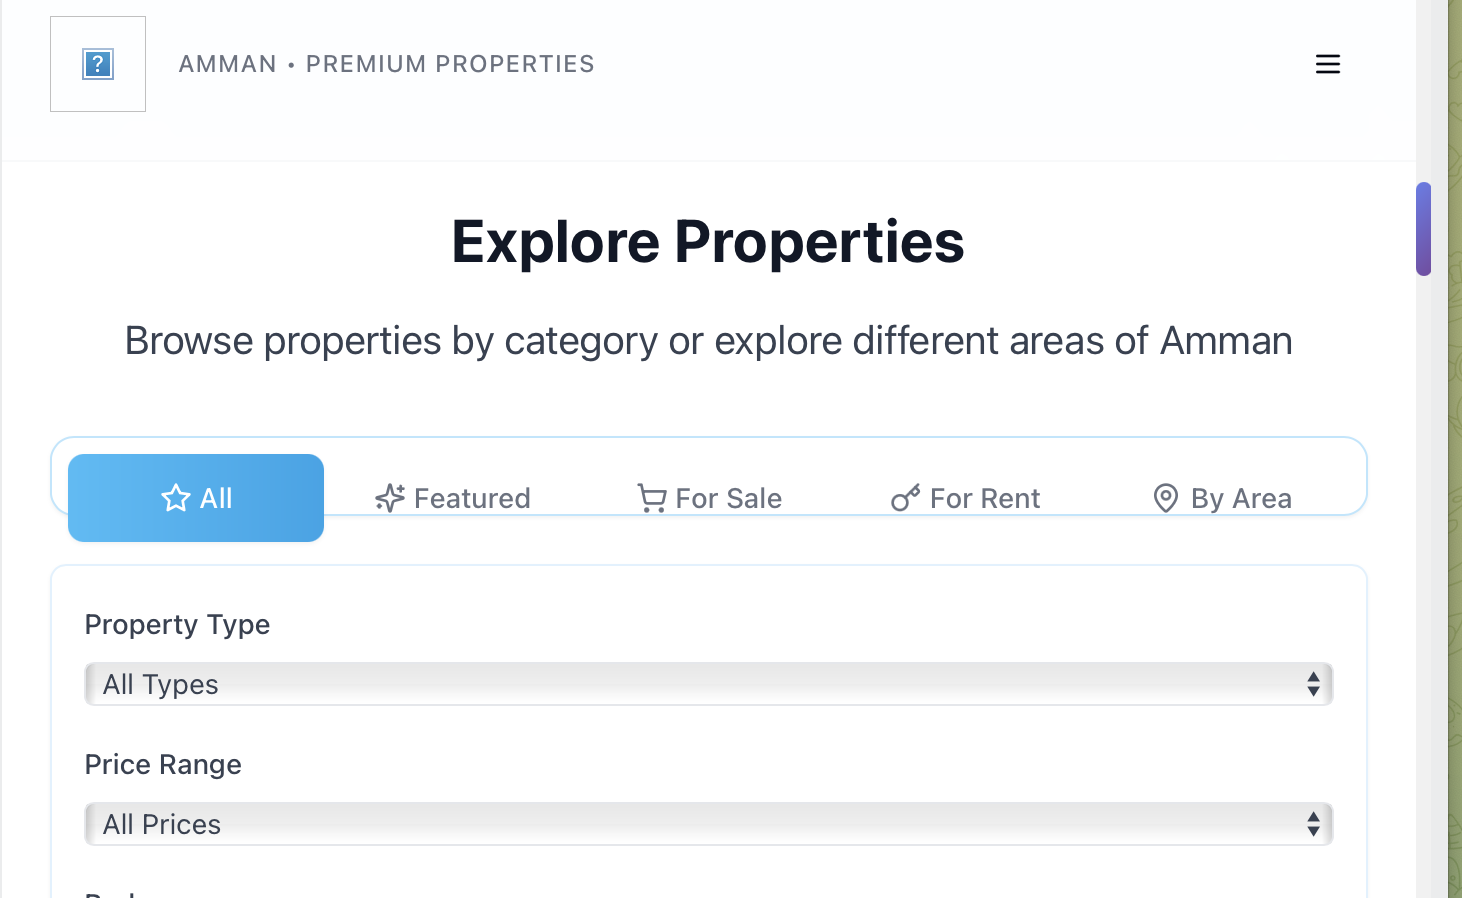 AMMAN • PREMIUM PROPERTIES
Explore Properties
Browse properties by category or explore different areas of Amman
All Featured For Sale For Rent By Area
Property Type
All Types
Price Range
All Prices